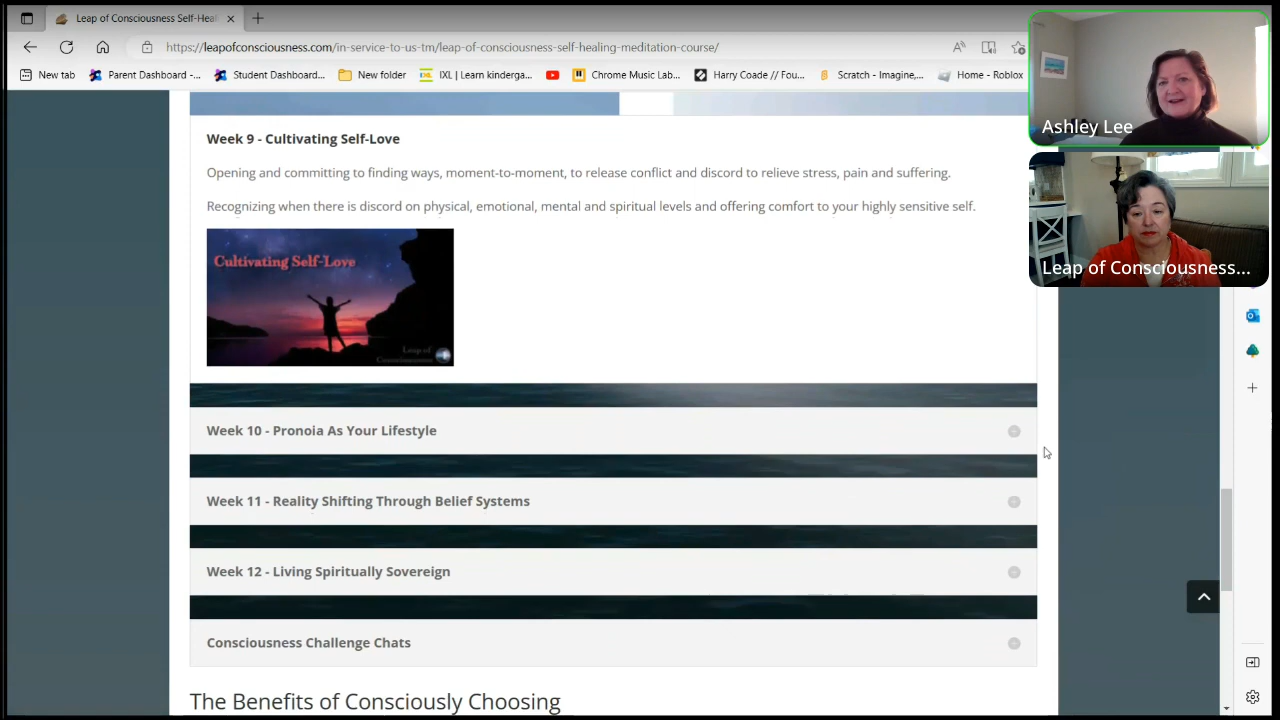 Leap of Consciousness Self-Heal
https://leapofconsciousness.com/in-service-to-us-tm/leap-of-consciousness-self-healing-meditation-course/
New tab
Parent Dashboard -...
Student Dashboard...
New folder
IXL | Learn kinderga...
Chrome Music Lab...
Harry Coade // Fou...
Scratch - Imagine,...
Home - Roblox
Ashley Lee
Leap of Consciousness...
Week 9 - Cultivating Self-Love
Opening and committing to finding ways, moment-to-moment, to release conflict and discord to relieve stress, pain and suffering.
Recognizing when there is discord on physical, emotional, mental and spiritual levels and offering comfort to your highly sensitive self.
Cultivating Self-Love
Leap of
Consciousness
Week 10 - Pronoia As Your Lifestyle
Week 11 - Reality Shifting Through Belief Systems
Week 12 - Living Spiritually Sovereign
Consciousness Challenge Chats
The Benefits of Consciously Choosing